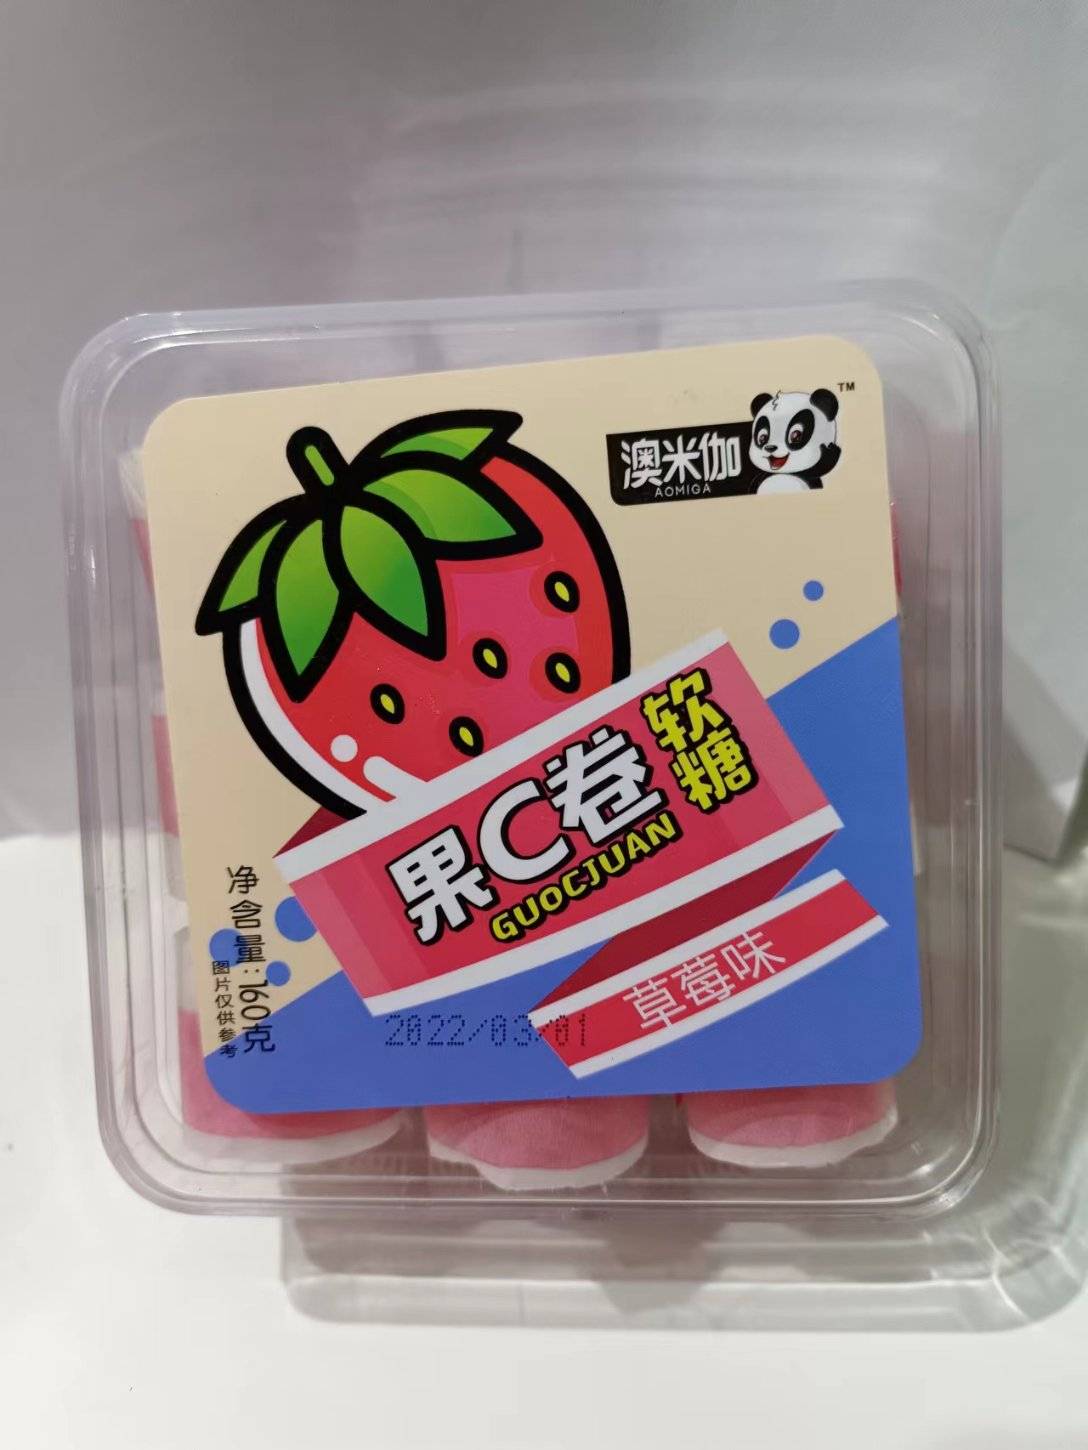 澳米伽
AOMIGA
TM
果C卷
软糖
GUOCJUAN
草莓味
净含量:160克
图片仅供参考
2022/03/01